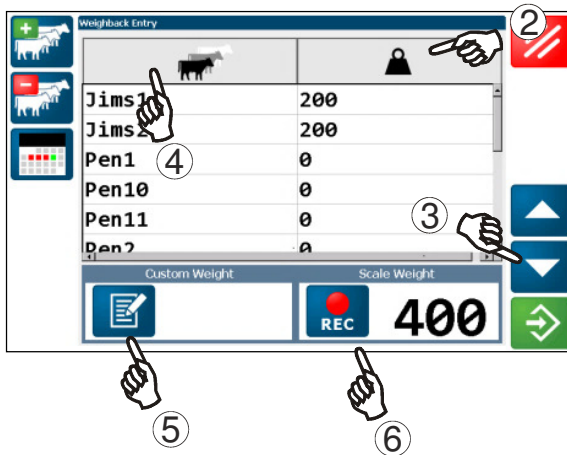 Weighback Entry
②
Jims1 200
Jims2 200
④
Pen1 0
Pen10 0
③
Pen11 0
Pen2 0
Custom Weight Scale Weight
REC 400
⑤
⑥